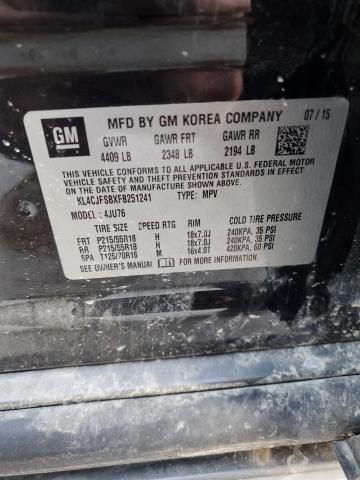 GM
MFD BY GM KOREA COMPANY 07/15
GVWR GAWR FRT GAWR RR
4409 LB 2348 LB 2194 LB
THIS VEHICLE CONFORMS TO ALL APPLICABLE U.S. FEDERAL MOTOR
VEHICLE SAFETY, BUMPER, AND THEFT PREVENTION STANDARDS
IN EFFECT ON THE DATE OF MANUFACTURE SHOWN ABOVE.
KL4CJFSBXFB251241 TYPE: MPV
MODEL: 4JU76
TIRE SIZE SPEED RTG RIM COLD TIRE PRESSURE
FRT P215/55R18 H 18x7.0J 240KPA, 35 PSI
RR P215/55R18 H 18x7.0J 240KPA, 35 PSI
SPA T125/70R16 M 16x4.0T 420KPA, 60 PSI
SEE OWNER'S MANUAL FOR ADDITIONAL INFORMATION